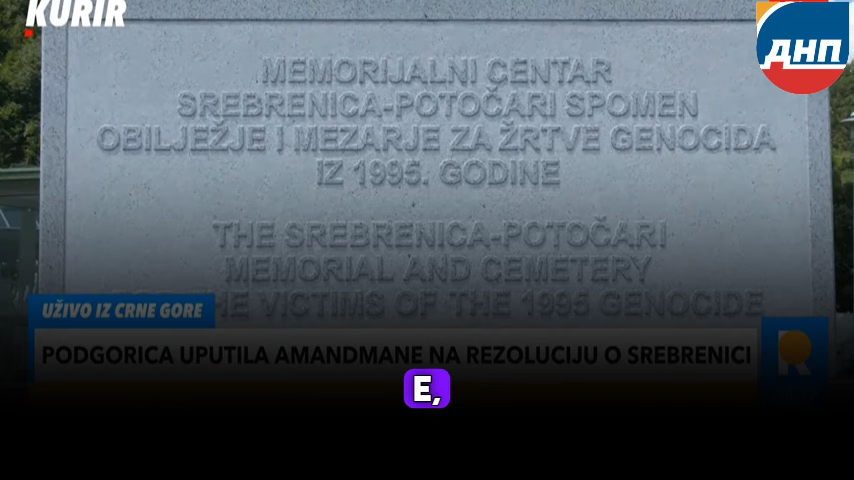 KURIR
ДНП
MEMORIJALNI CENTAR
SREBRENICA-POTOČARI SPOMEN
OBILJEŽJE I MEZARJE ZA ŽRTVE GENOCIDA
IZ 1995. GODINE
THE SREBRENICA-POTOČARI
MEMORIAL AND CEMETERY
THE VICTIMS OF THE 1995 GENOCIDE
UŽIVO IZ CRNE GORE
PODGORICA UPUTILA AMANDMANE NA REZOLUCIJU O SREBRENICI
R
E,